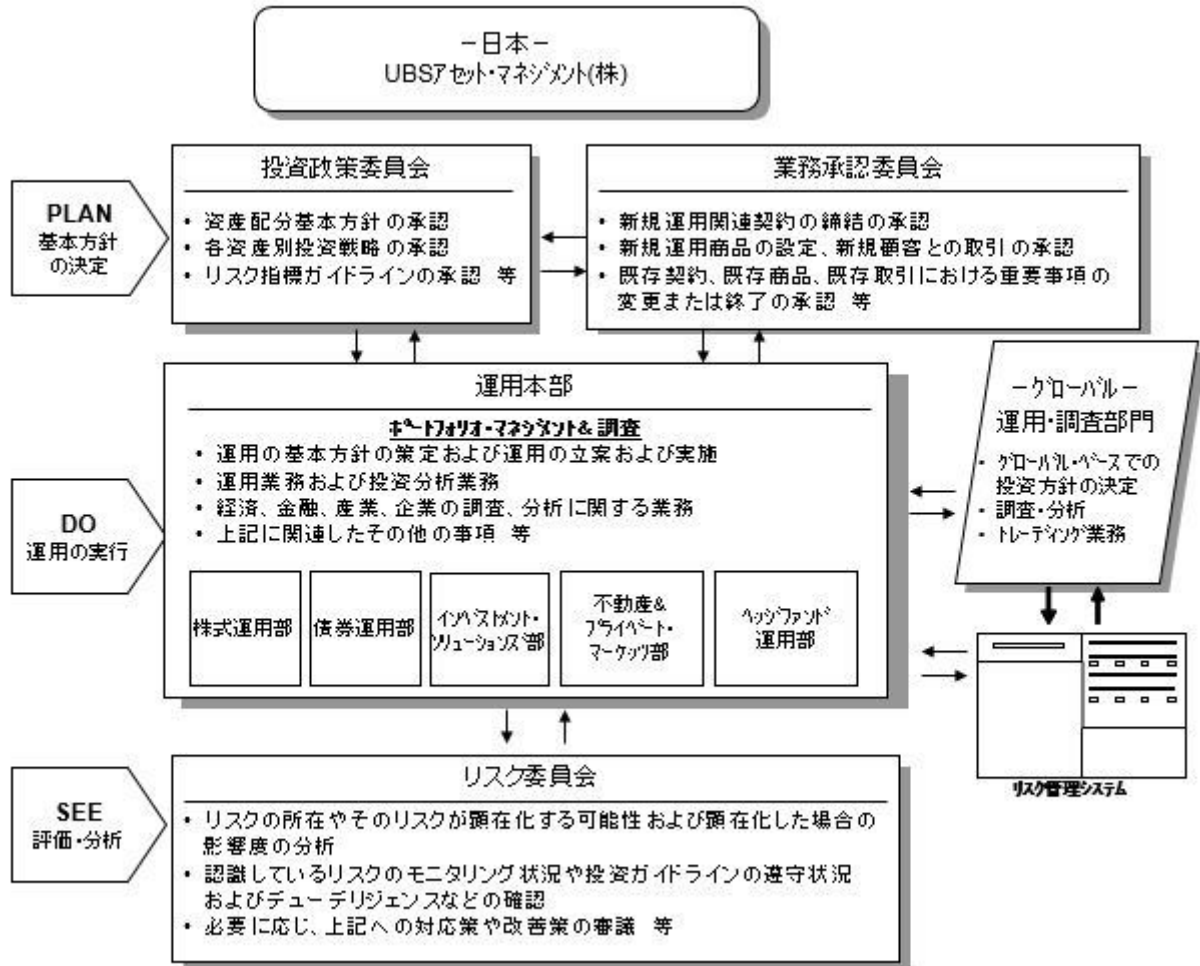 －日本－
UBSｱｾｯﾄ･ﾏﾈｼﾞﾒﾝﾄ(株)
PLAN
基本方針
の決定
投資政策委員会
・ 資産配分基本方針の承認
・ 各資産別投資戦略の承認
・ リスク指標ガイドラインの承認 等
業務承認委員会
・ 新規運用関連契約の締結の承認
・ 新規運用商品の設定、新規顧客との取引の承認
・ 既存契約、既存商品、既存取引における重要事項の
変更または終了の承認 等
DO
運用の実行
運用本部
ﾎﾟｰﾄﾌｫﾘｵ･ﾏﾈｼﾞﾒﾝﾄ& 調査
・ 運用の基本方針の策定および運用の立案および実施
・ 運用業務および投資分析業務
・ 経済、金融、産業、企業の調査、分析に関する業務
・ 上記に関連したその他の事項 等
株式運用部
債券運用部
ｲﾝﾍﾞｽﾄﾒﾝﾄ･
ｿﾘｭｰｼｮﾝｽﾞ部
不動産&
ﾌﾟﾗｲﾍﾞｰﾄ･
ﾏｰｹｯﾂ部
ﾍｯｼﾞﾌｧﾝﾄﾞ
運用部
－ｸﾞﾛｰﾊﾞﾙ－
運用･調査部門
・ ｸﾞﾛｰﾊﾞﾙ･ﾍﾞｰｽでの
投資方針の決定
・ 調査･分析
・ ﾄﾚｰﾃﾞｨﾝｸﾞ業務
ﾘｽｸ管理システム
SEE
評価･分析
リスク委員会
・ リスクの所在やそのリスクが顕在化する可能性および顕在化した場合の
影響度の分析
・ 認識しているリスクのモニタリング状況や投資ガイドラインの遵守状況
およびデューデリジェンスなどの確認
・ 必要に応じ、上記への対応策や改善策の審議 等